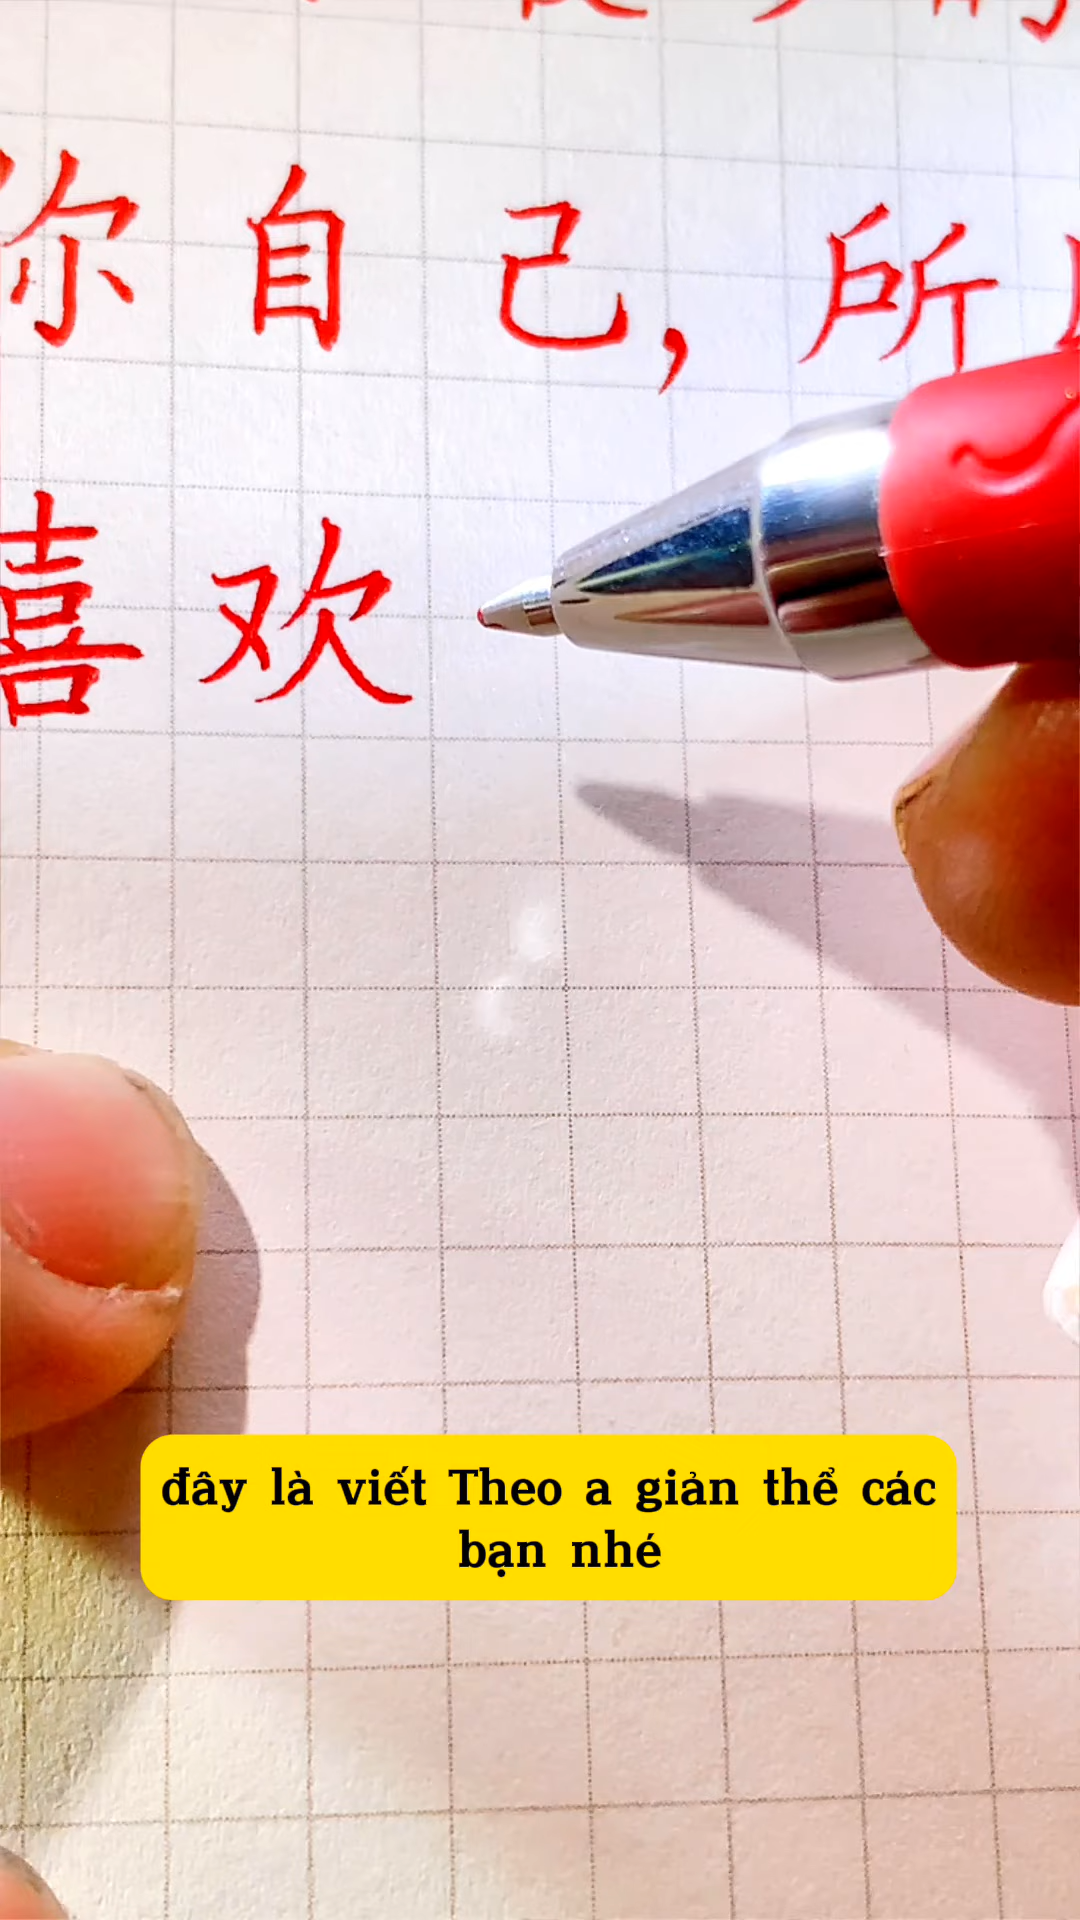 你自己，所
喜欢
đây là viết Theo a giản thể các
bạn nhé